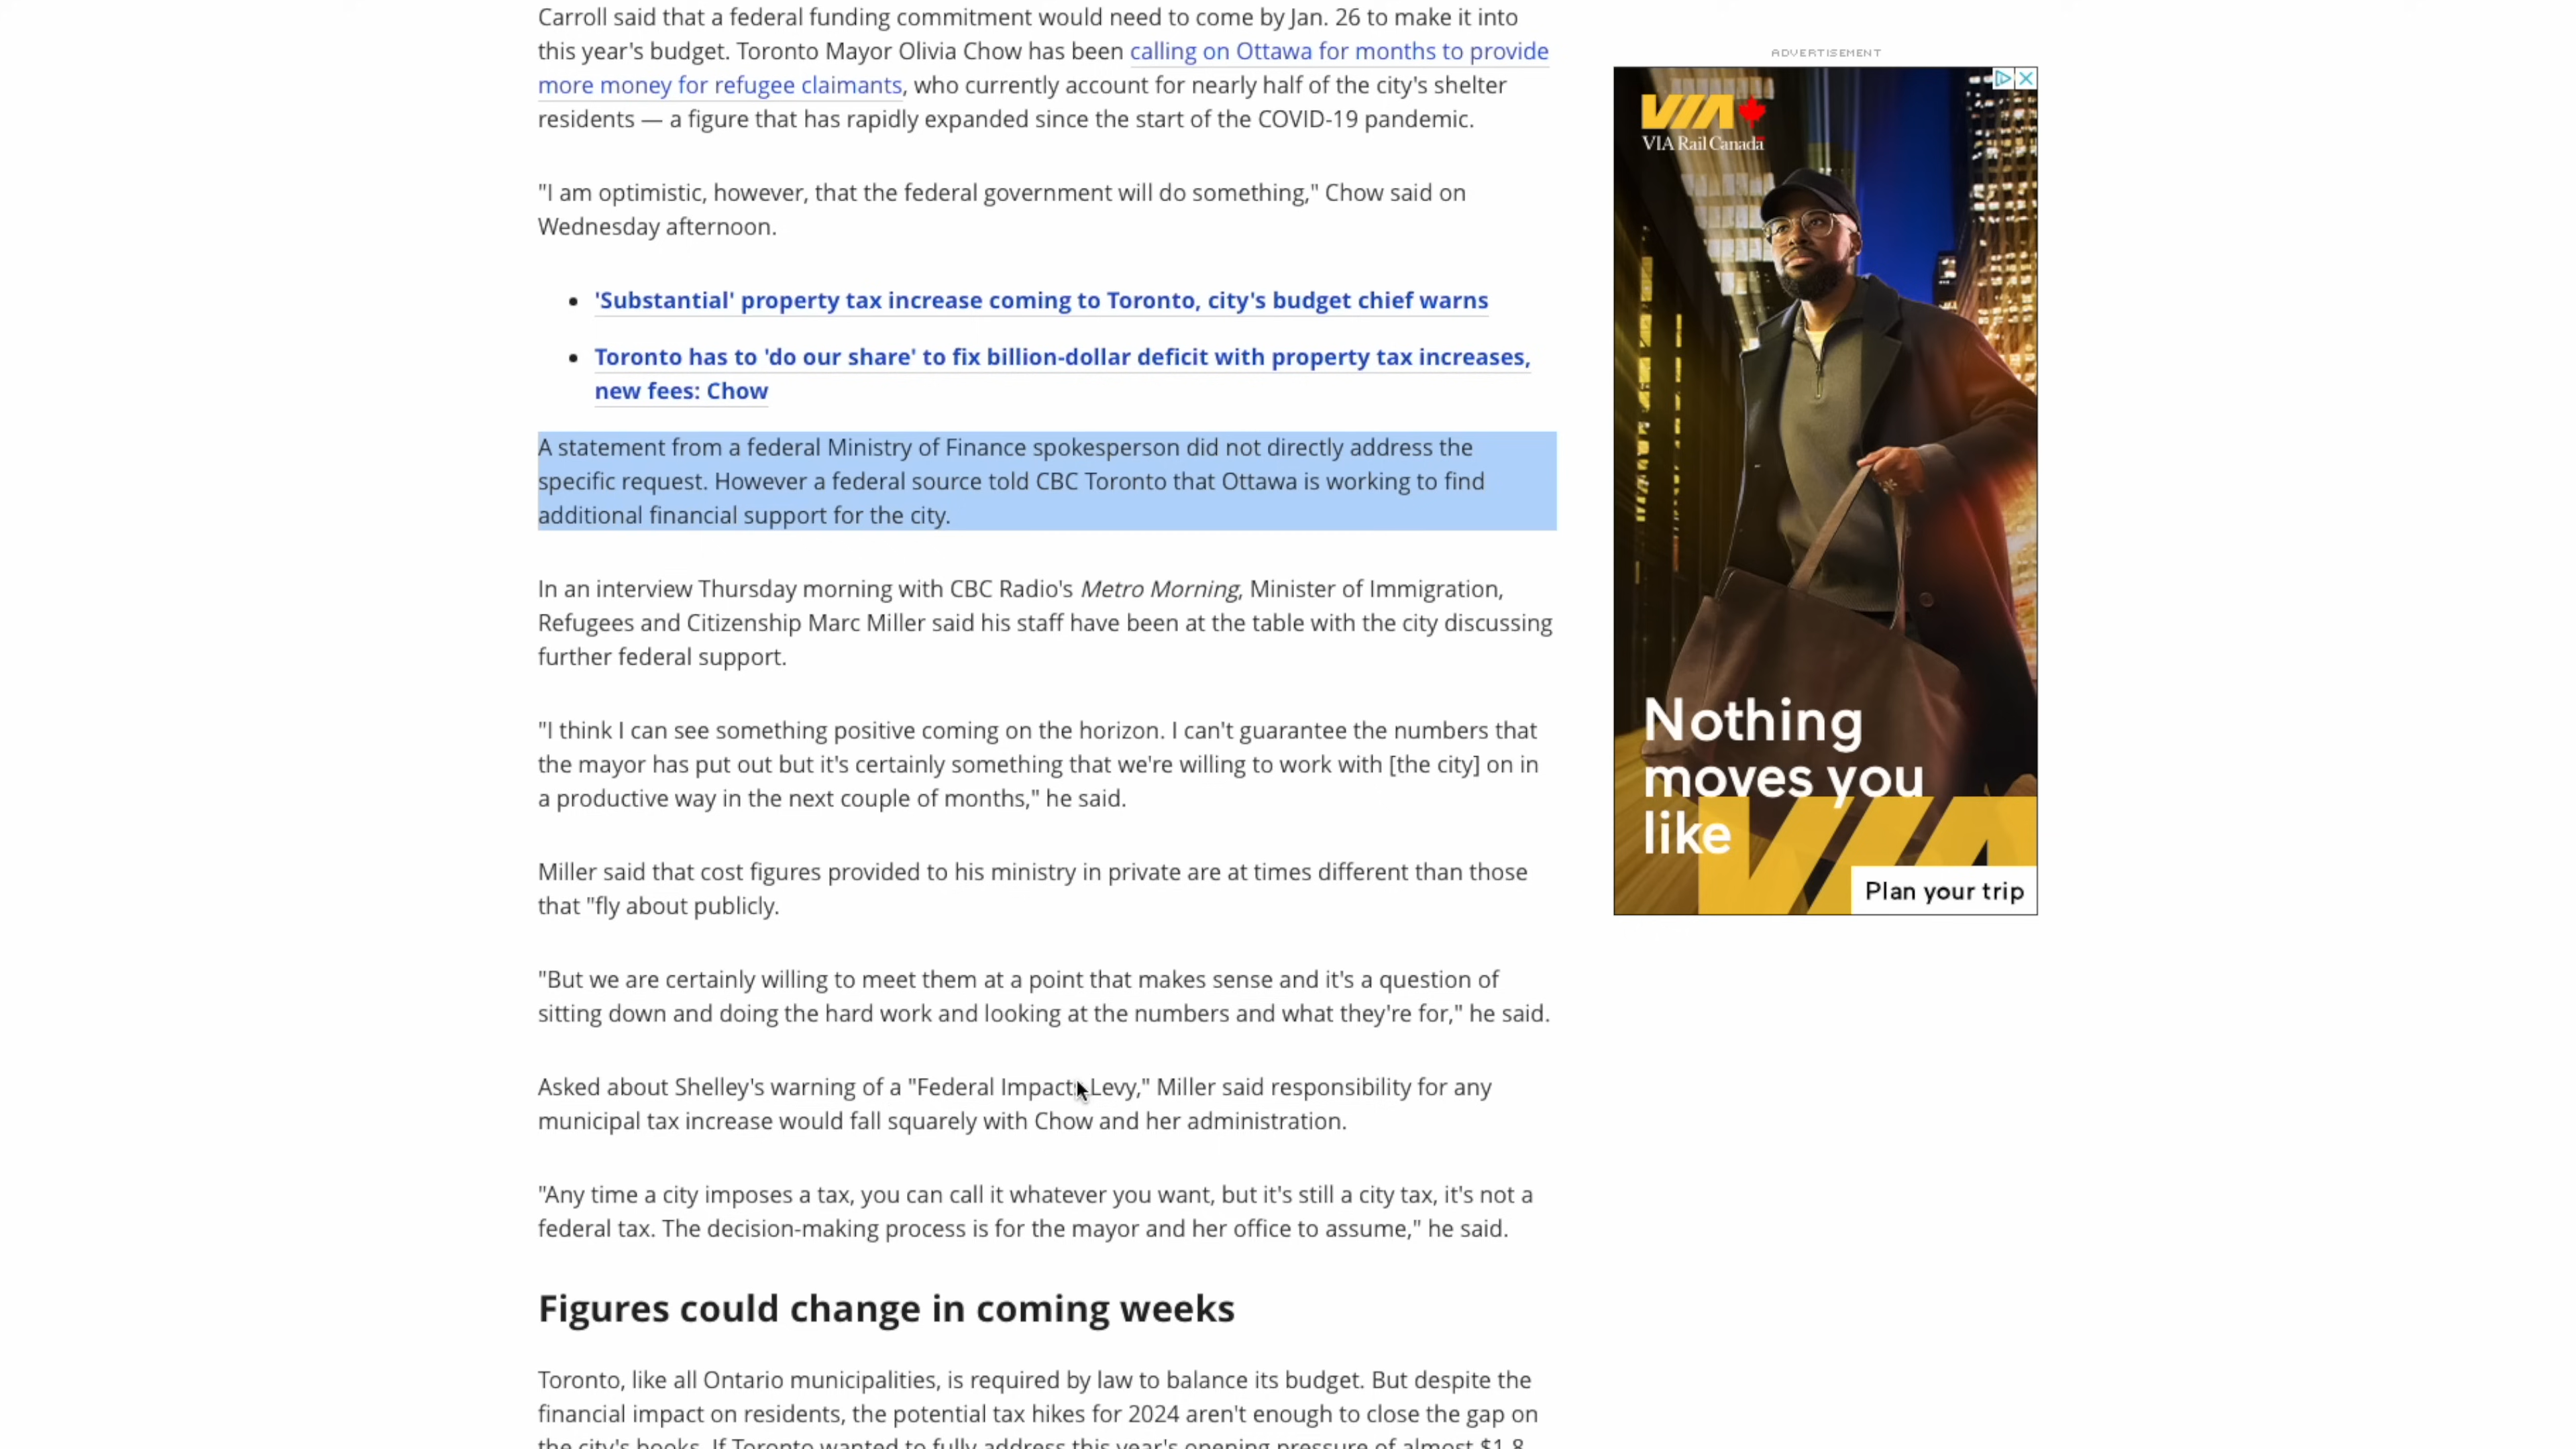 Carroll said that a federal funding commitment would need to come by Jan. 26 to make it into
this year's budget. Toronto Mayor Olivia Chow has been calling on Ottawa for months to provide
more money for refugee claimants, who currently account for nearly half of the city's shelter
residents — a figure that has rapidly expanded since the start of the COVID-19 pandemic.
"I am optimistic, however, that the federal government will do something," Chow said on
Wednesday afternoon.
'Substantial' property tax increase coming to Toronto, city's budget chief warns
Toronto has to 'do our share' to fix billion-dollar deficit with property tax increases,
new fees: Chow
A statement from a federal Ministry of Finance spokesperson did not directly address the
specific request. However a federal source told CBC Toronto that Ottawa is working to find
additional financial support for the city.
In an interview Thursday morning with CBC Radio's Metro Morning, Minister of Immigration,
Refugees and Citizenship Marc Miller said his staff have been at the table with the city discussing
further federal support.
"I think I can see something positive coming on the horizon. I can't guarantee the numbers that
the mayor has put out but it's certainly something that we're willing to work with [the city] on in
a productive way in the next couple of months," he said.
Miller said that cost figures provided to his ministry in private are at times different than those
that "fly about publicly.
"But we are certainly willing to meet them at a point that makes sense and it's a question of
sitting down and doing the hard work and looking at the numbers and what they're for," he said.
Asked about Shelley's warning of a "Federal Impacts Levy," Miller said responsibility for any
municipal tax increase would fall squarely with Chow and her administration.
"Any time a city imposes a tax, you can call it whatever you want, but it's still a city tax, it's not a
federal tax. The decision-making process is for the mayor and her office to assume," he said.
Figures could change in coming weeks
Toronto, like all Ontario municipalities, is required by law to balance its budget. But despite the
financial impact on residents, the potential tax hikes for 2024 aren't enough to close the gap on
the city's books. If Toronto wanted to fully address this year's opening pressure of almost $1.8
ADVERTISEMENT
VIA
VIA Rail Canada
Nothing
moves you
like
VIA
Plan your trip